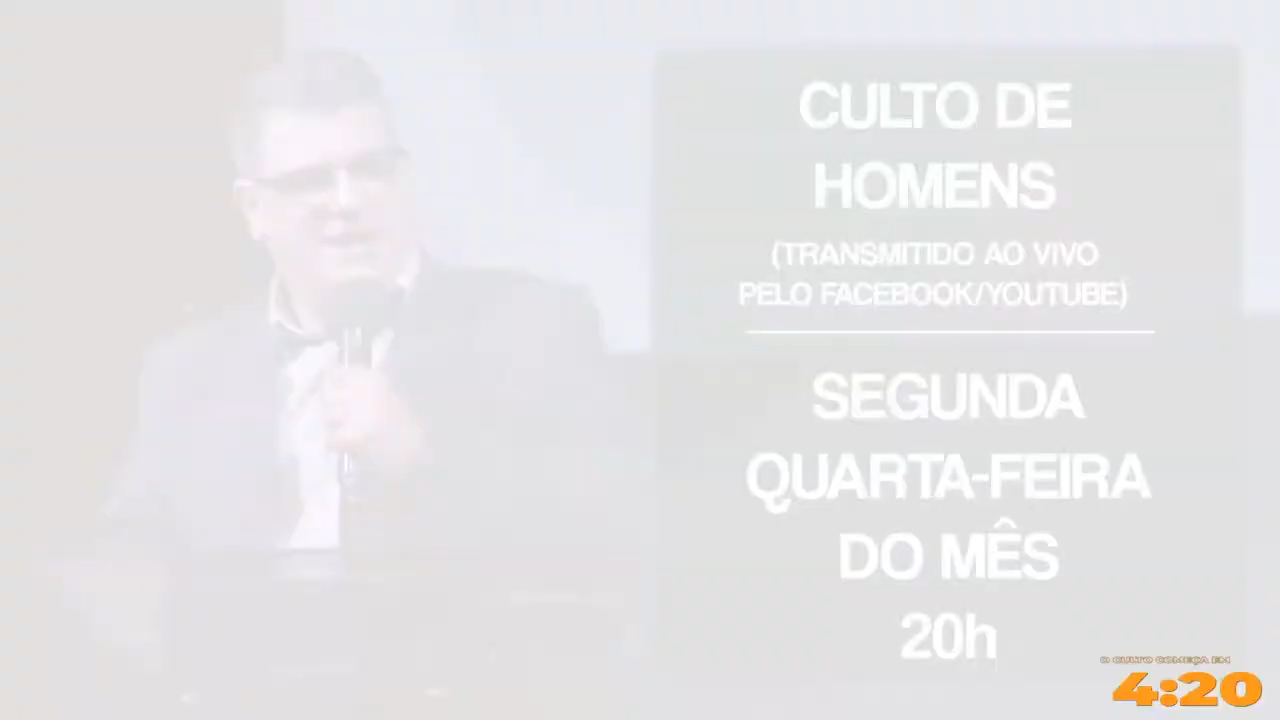 CULTO DE
HOMENS
(TRANSMITIDO AO VIVO
PELO FACEBOOK/YOUTUBE)
SEGUNDA
QUARTA-FEIRA
DO MÊS
20h
O CULTO COMEÇA EM
4:20